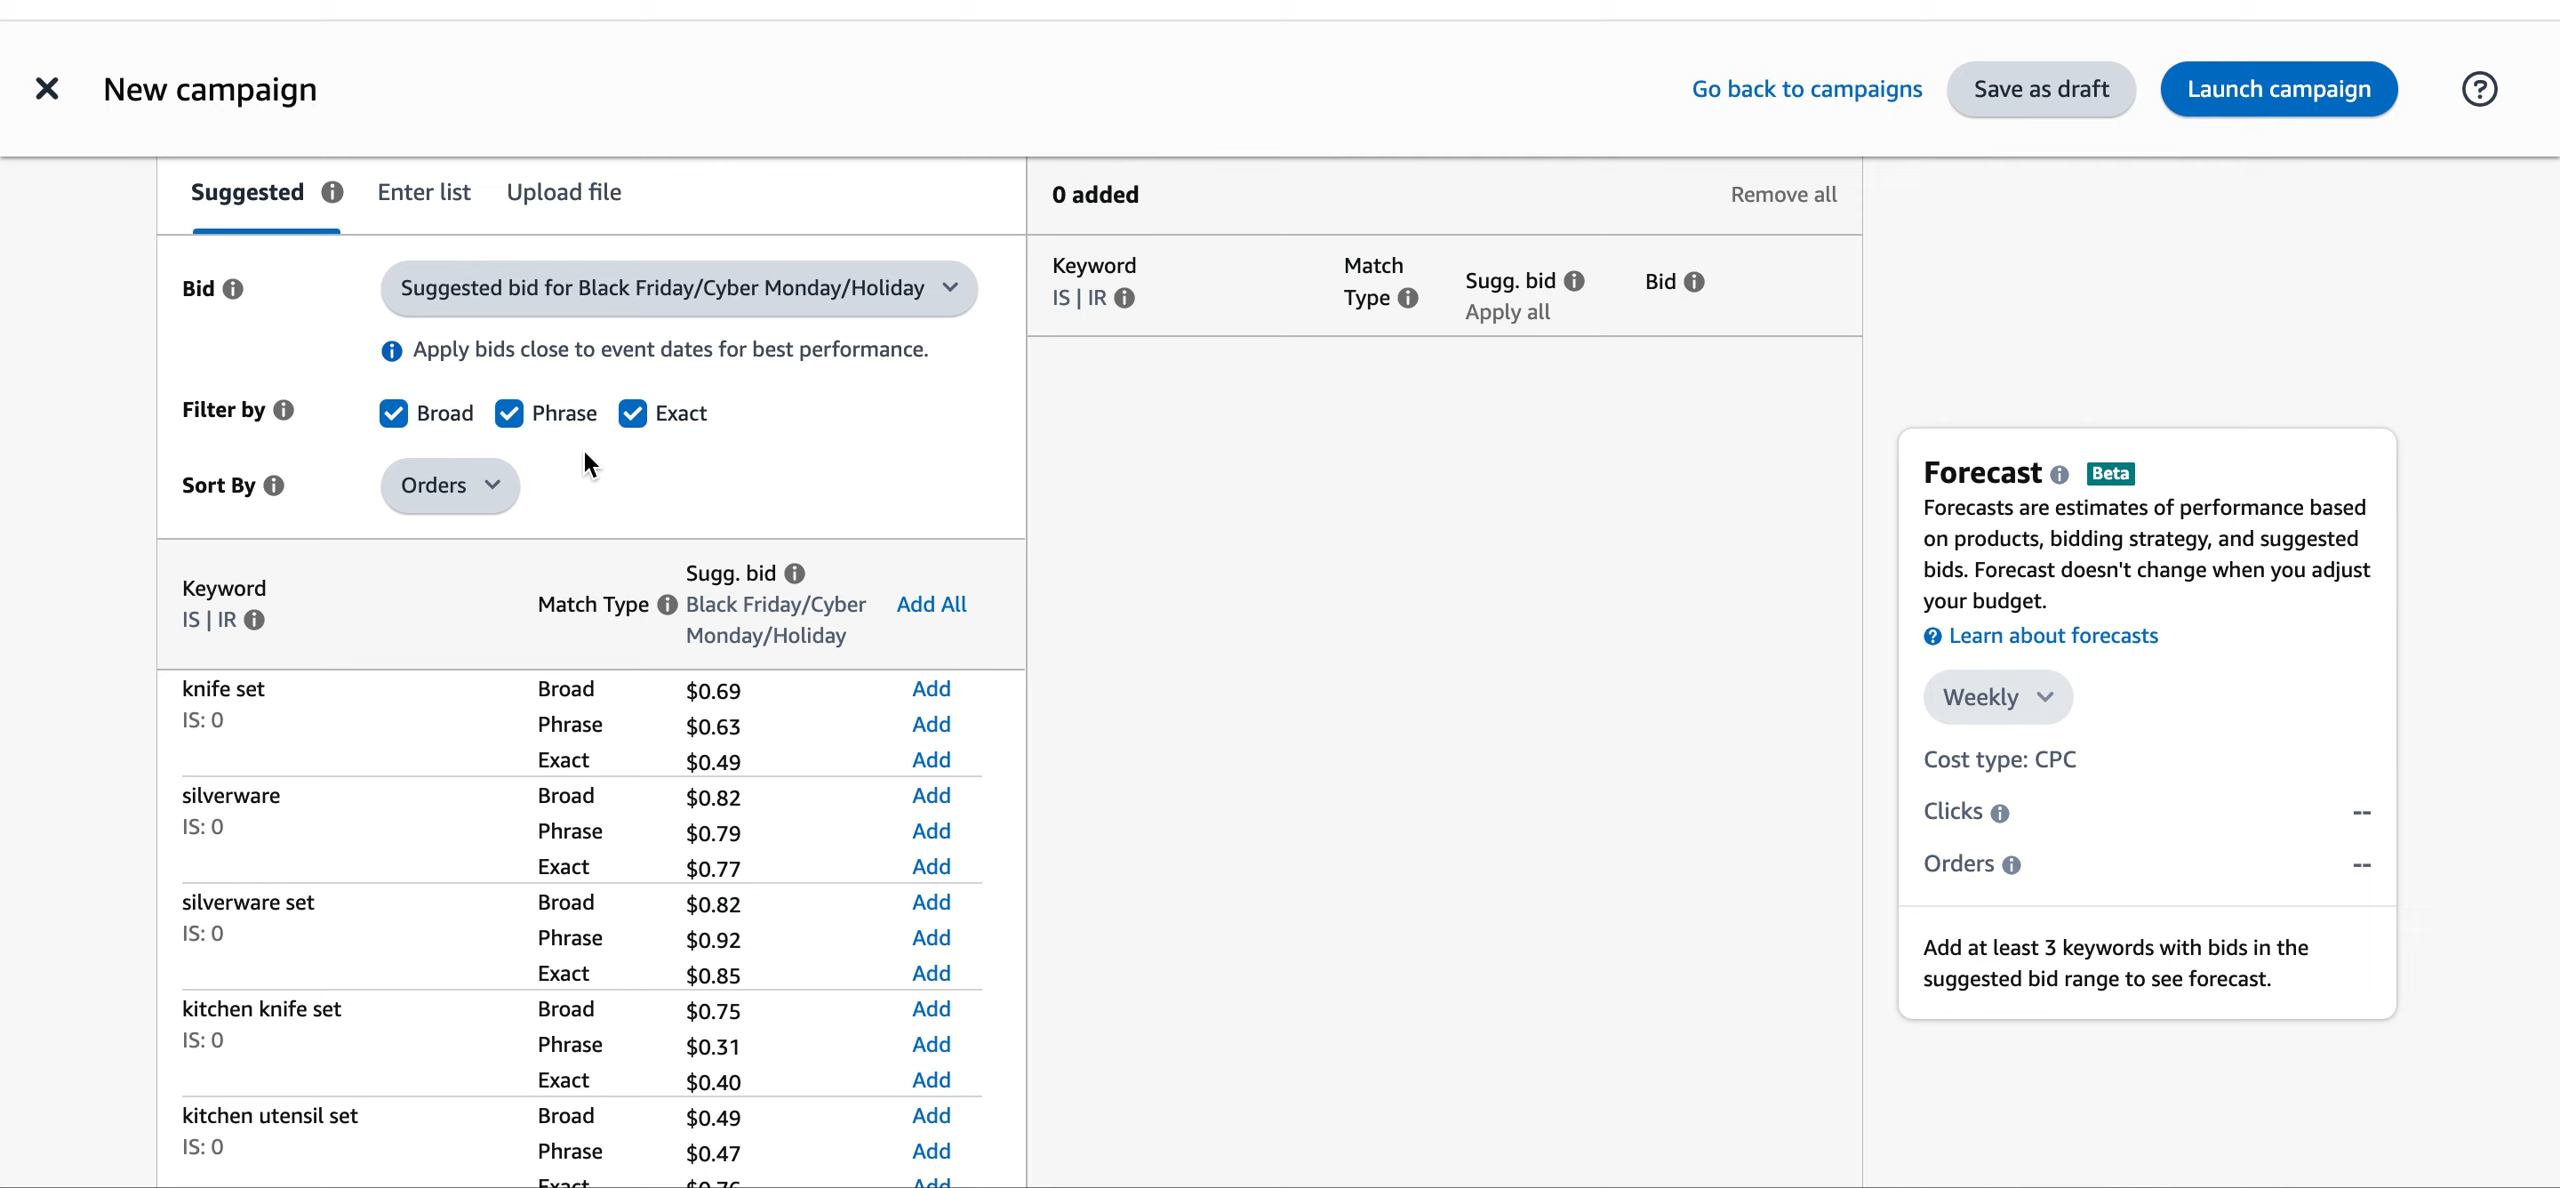 New campaign
Go back to campaigns
Save as draft
Launch campaign
Suggested
Enter list
Upload file
Bid
Suggested bid for Black Friday/Cyber Monday/Holiday
Apply bids close to event dates for best performance.
Filter by
Broad
Phrase
Exact
Sort By
Orders
Keyword
IS | IR
Match Type
Sugg. bid
Black Friday/Cyber
Monday/Holiday
Add All
knife set
IS: 0
Broad $0.69 Add
Phrase $0.63 Add
Exact $0.49 Add
silverware
IS: 0
Broad $0.82 Add
Phrase $0.79 Add
Exact $0.77 Add
silverware set
IS: 0
Broad $0.82 Add
Phrase $0.92 Add
Exact $0.85 Add
kitchen knife set
IS: 0
Broad $0.75 Add
Phrase $0.31 Add
Exact $0.40 Add
kitchen utensil set
IS: 0
Broad $0.49 Add
Phrase $0.47 Add
Exact Add
0 added
Remove all
Keyword
IS | IR
Match
Type
Sugg. bid
Apply all
Bid
Forecast
Beta
Forecasts are estimates of performance based
on products, bidding strategy, and suggested
bids. Forecast doesn't change when you adjust
your budget.
Learn about forecasts
Weekly
Cost type: CPC
Clicks --
Orders --
Add at least 3 keywords with bids in the
suggested bid range to see forecast.